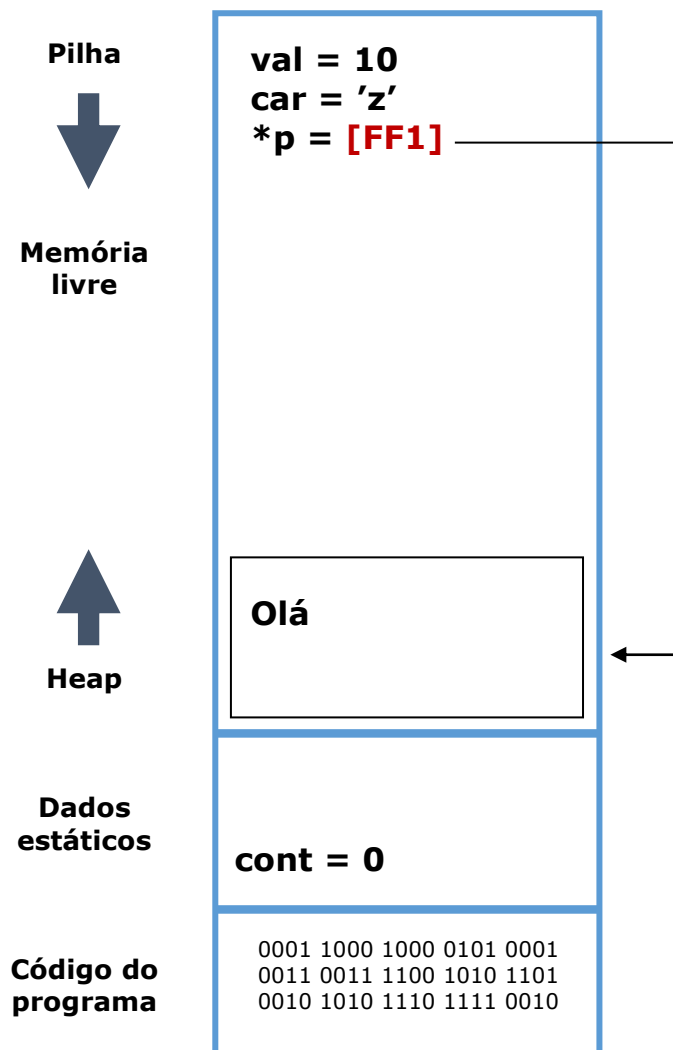 Pilha
val = 10
car = ’z’
*p = [FF1]
Memória
livre
Olá
Heap
Dados
estáticos
cont = 0
Código do
programa
0001 1000 1000 0101 0001
0011 0011 1100 1010 1101
0010 1010 1110 1111 0010